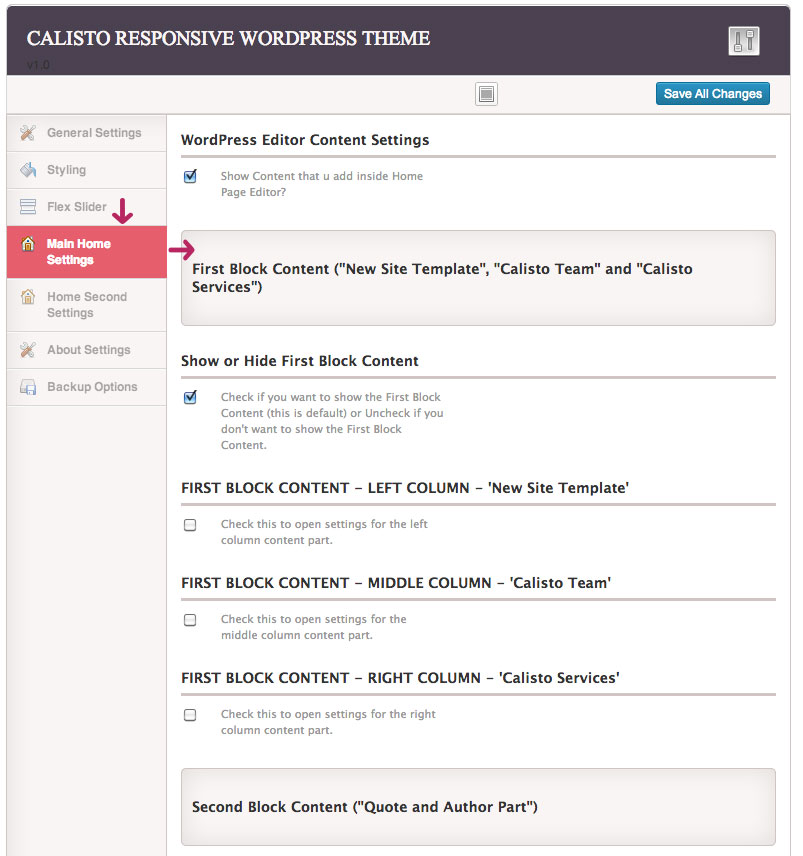 CALISTO RESPONSIVE WORDPRESS THEME
v1.0
Save All Changes
General Settings
Styling
Flex Slider
Main Home
Settings
Home Second
Settings
About Settings
Backup Options
WordPress Editor Content Settings
Show Content that u add inside Home
Page Editor?
First Block Content ("New Site Template", "Calisto Team" and "Calisto
Services")
Show or Hide First Block Content
Check if you want to show the First Block
Content (this is default) or Uncheck if you
don't want to show the First Block
Content.
FIRST BLOCK CONTENT – LEFT COLUMN – 'New Site Template'
Check this to open settings for the left
column content part.
FIRST BLOCK CONTENT – MIDDLE COLUMN – 'Calisto Team'
Check this to open settings for the
middle column content part.
FIRST BLOCK CONTENT – RIGHT COLUMN – 'Calisto Services'
Check this to open settings for the right
column content part.
Second Block Content ("Quote and Author Part")